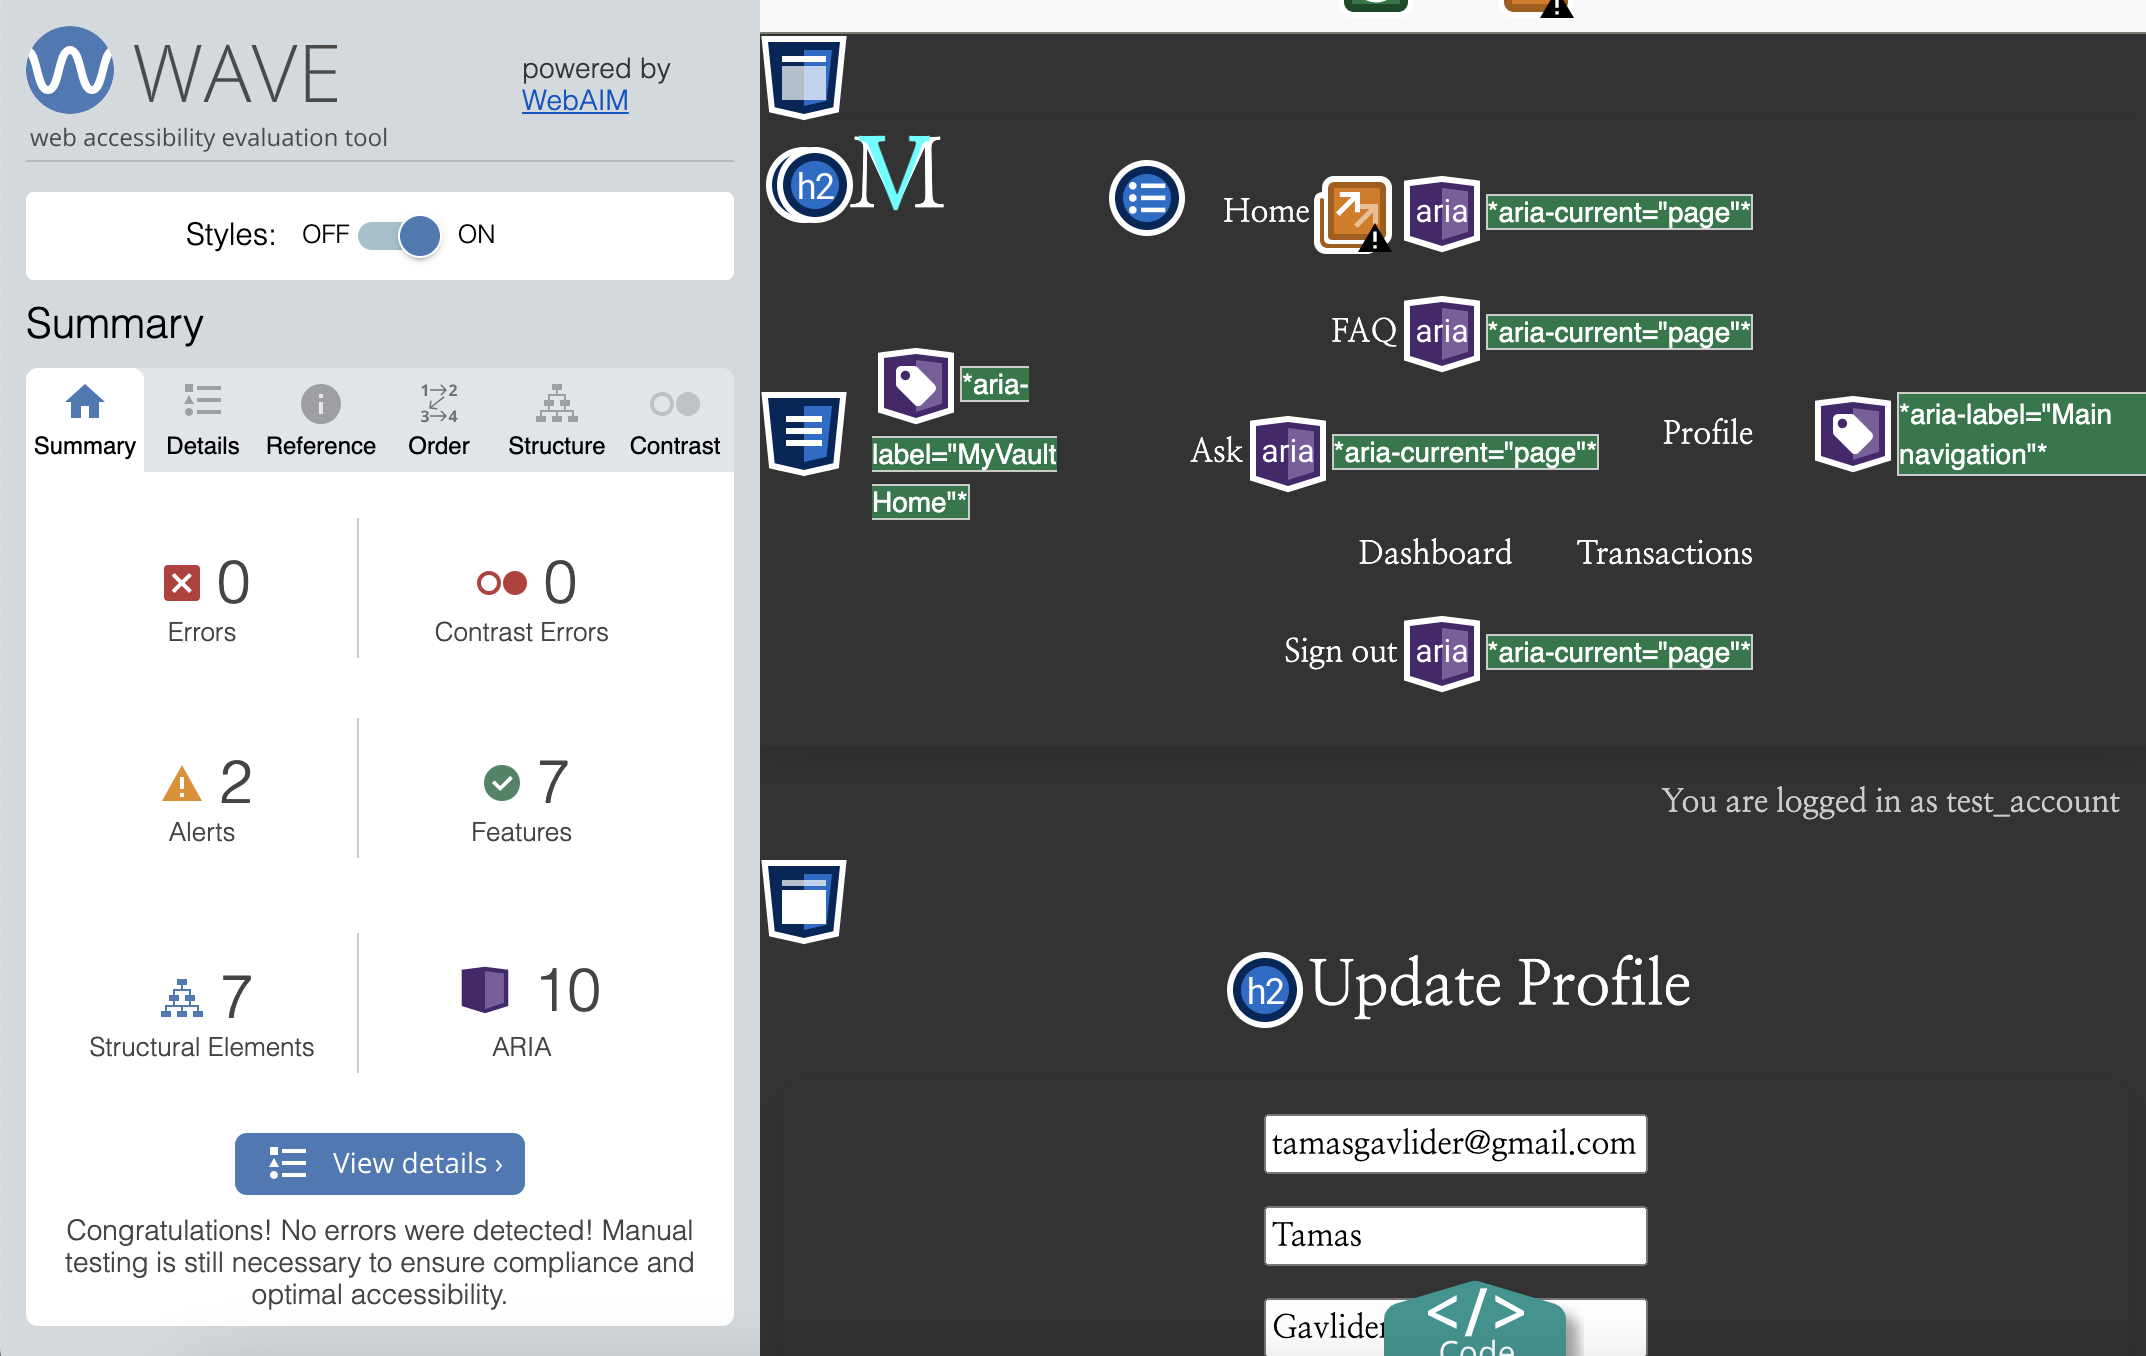 WAVE
powered by
WebAIM
web accessibility evaluation tool
Styles: OFF ON
Summary
Summary Details Reference Order Structure Contrast
0
Errors
0
Contrast Errors
2
Alerts
7
Features
7
Structural Elements
10
ARIA
View details ›
Congratulations! No errors were detected! Manual
testing is still necessary to ensure compliance and
optimal accessibility.
h2 MV
Home aria *aria-current="page"*
FAQ aria *aria-current="page"*
*aria-
label="MyVault
Home"*
Ask aria *aria-current="page"*
Profile
*aria-label="Main
navigation"*
Dashboard Transactions
Sign out aria *aria-current="page"*
You are logged in as test_account
h2 Update Profile
tamasgavlider@gmail.com
Tamas
Gavlider
</>
Code